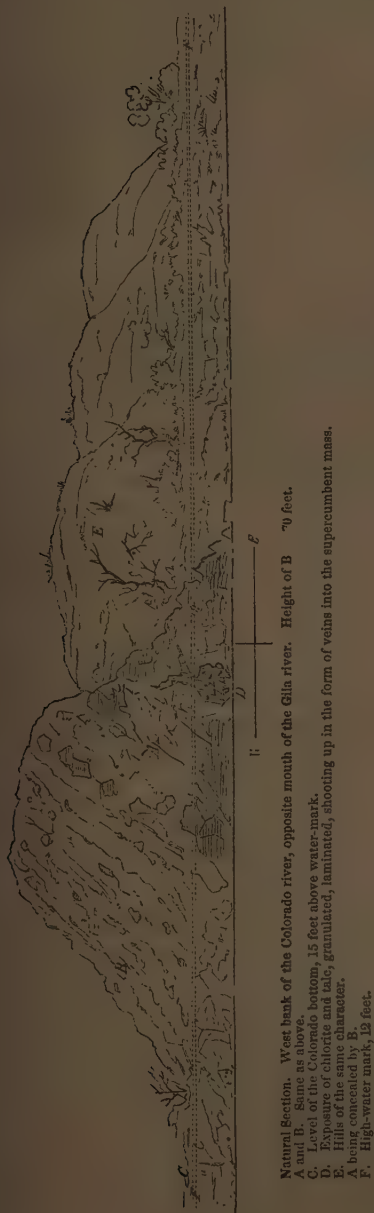 C
E
D
W E
Natural Section. West bank of the Colorado river, opposite mouth of the Gila river. Height of B 70 feet.
A and B. Same as above.
C. Level of the Colorado bottom, 15 feet above water-mark.
D. Exposure of chlorite and talc, granulated, laminated, shooting up in the form of veins into the supercumbent mass.
E. Hills of the same character.
A being concealed by B.
F. High-water mark, 12 feet.